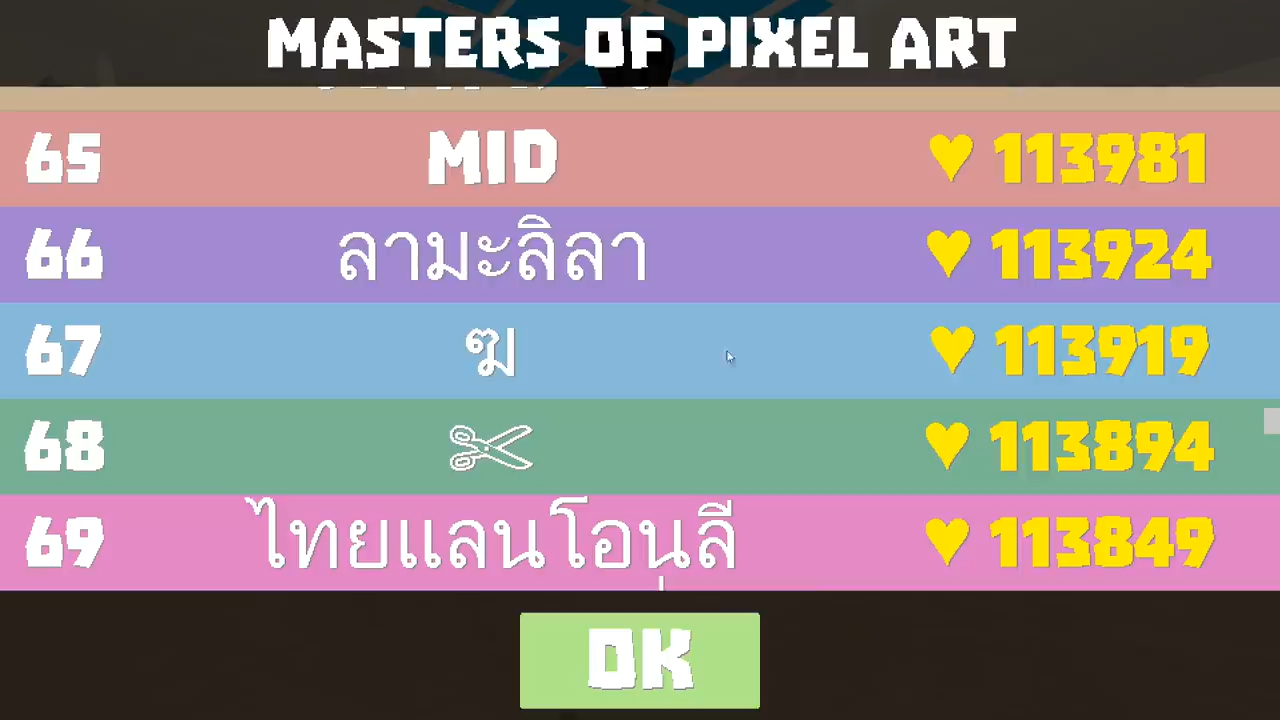 MASTERS OF PIXEL ART
65 MID ♥ 113981
66 ลามะลิลา ♥ 113924
67 ฆ ♥ 113919
68 ✂ ♥ 113894
69 ไทยแลนโอนุลี ♥ 113849
OK